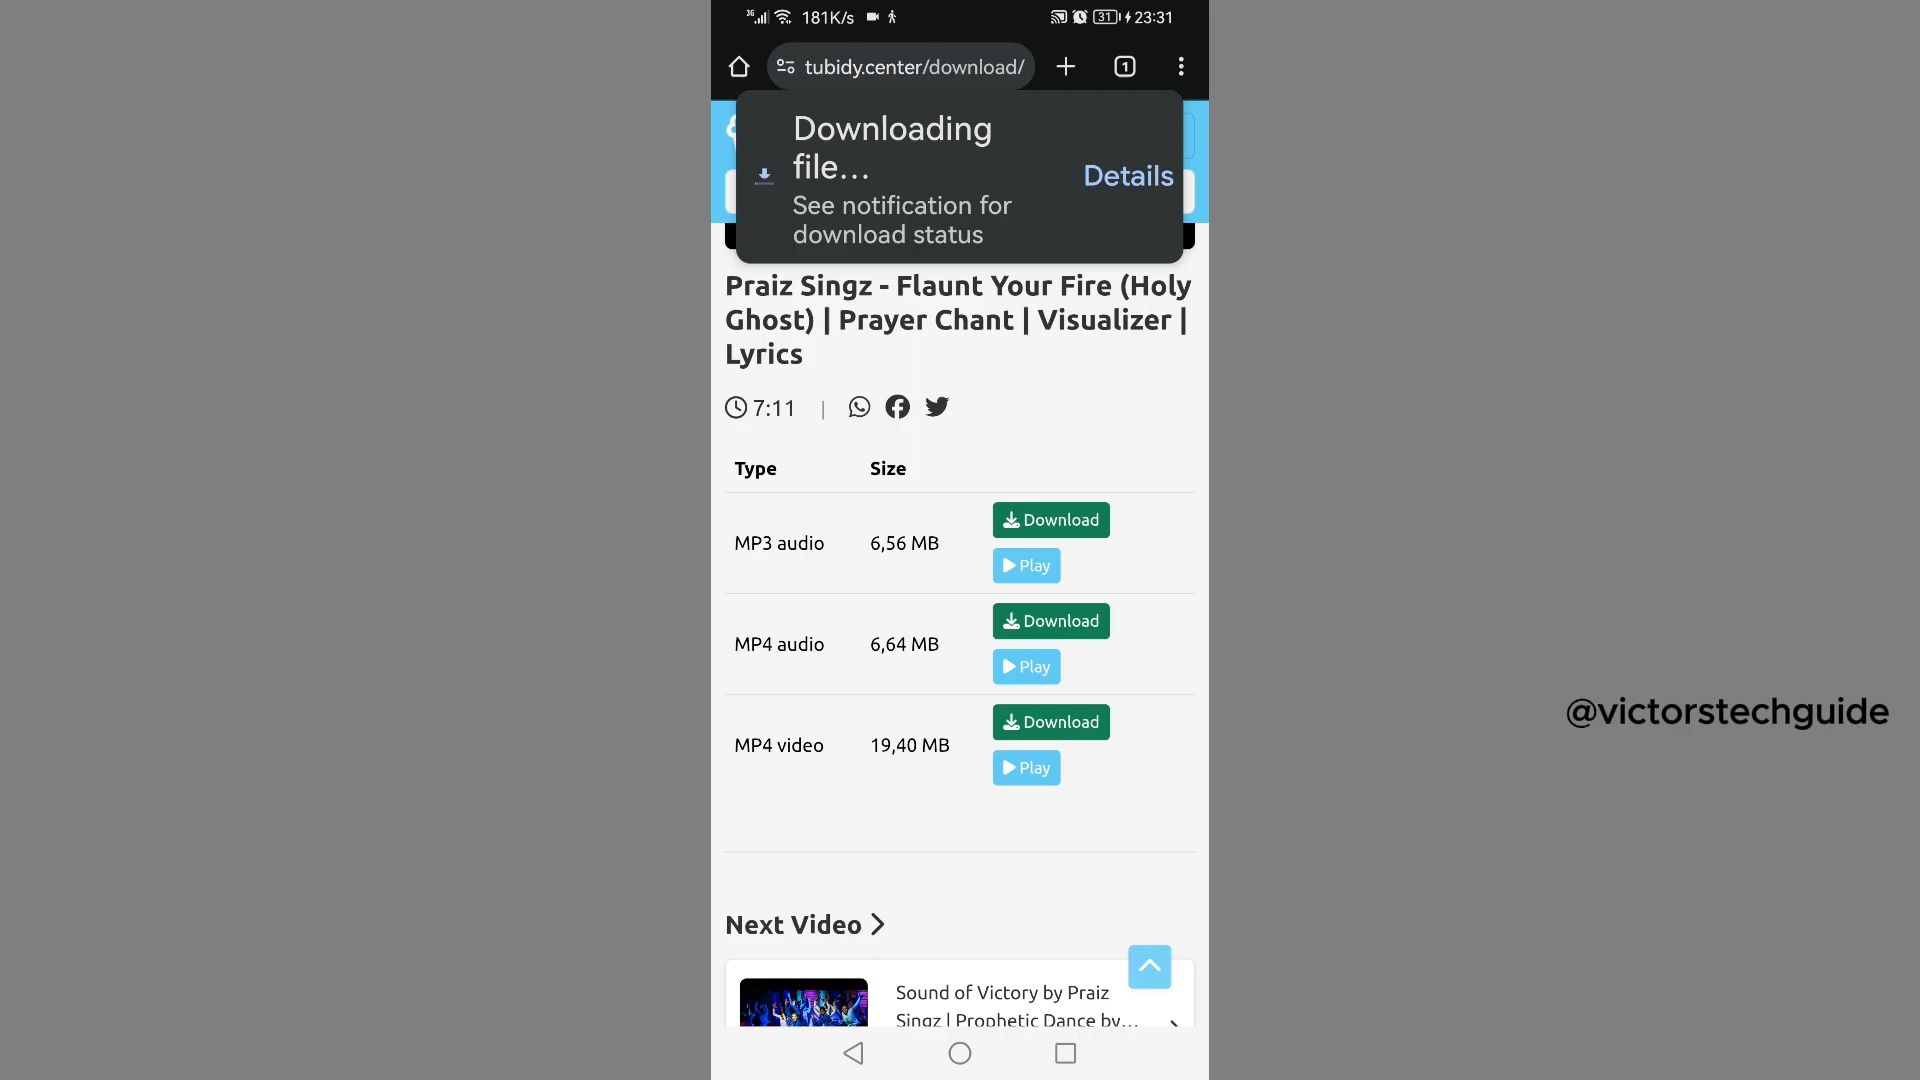 3G 181K/s 31 23:31
tubidy.center/download/ 1
Downloading
file...
Details
See notification for
download status
Praiz Singz - Flaunt Your Fire (Holy
Ghost) | Prayer Chant | Visualizer |
Lyrics
7:11 |
Type Size
MP3 audio 6,56 MB Download
Play
MP4 audio 6,64 MB Download
Play
@victorstechguide
MP4 video 19,40 MB Download
Play
Next Video
Sound of Victory by Praiz
Singz | Prophetic Dance by...